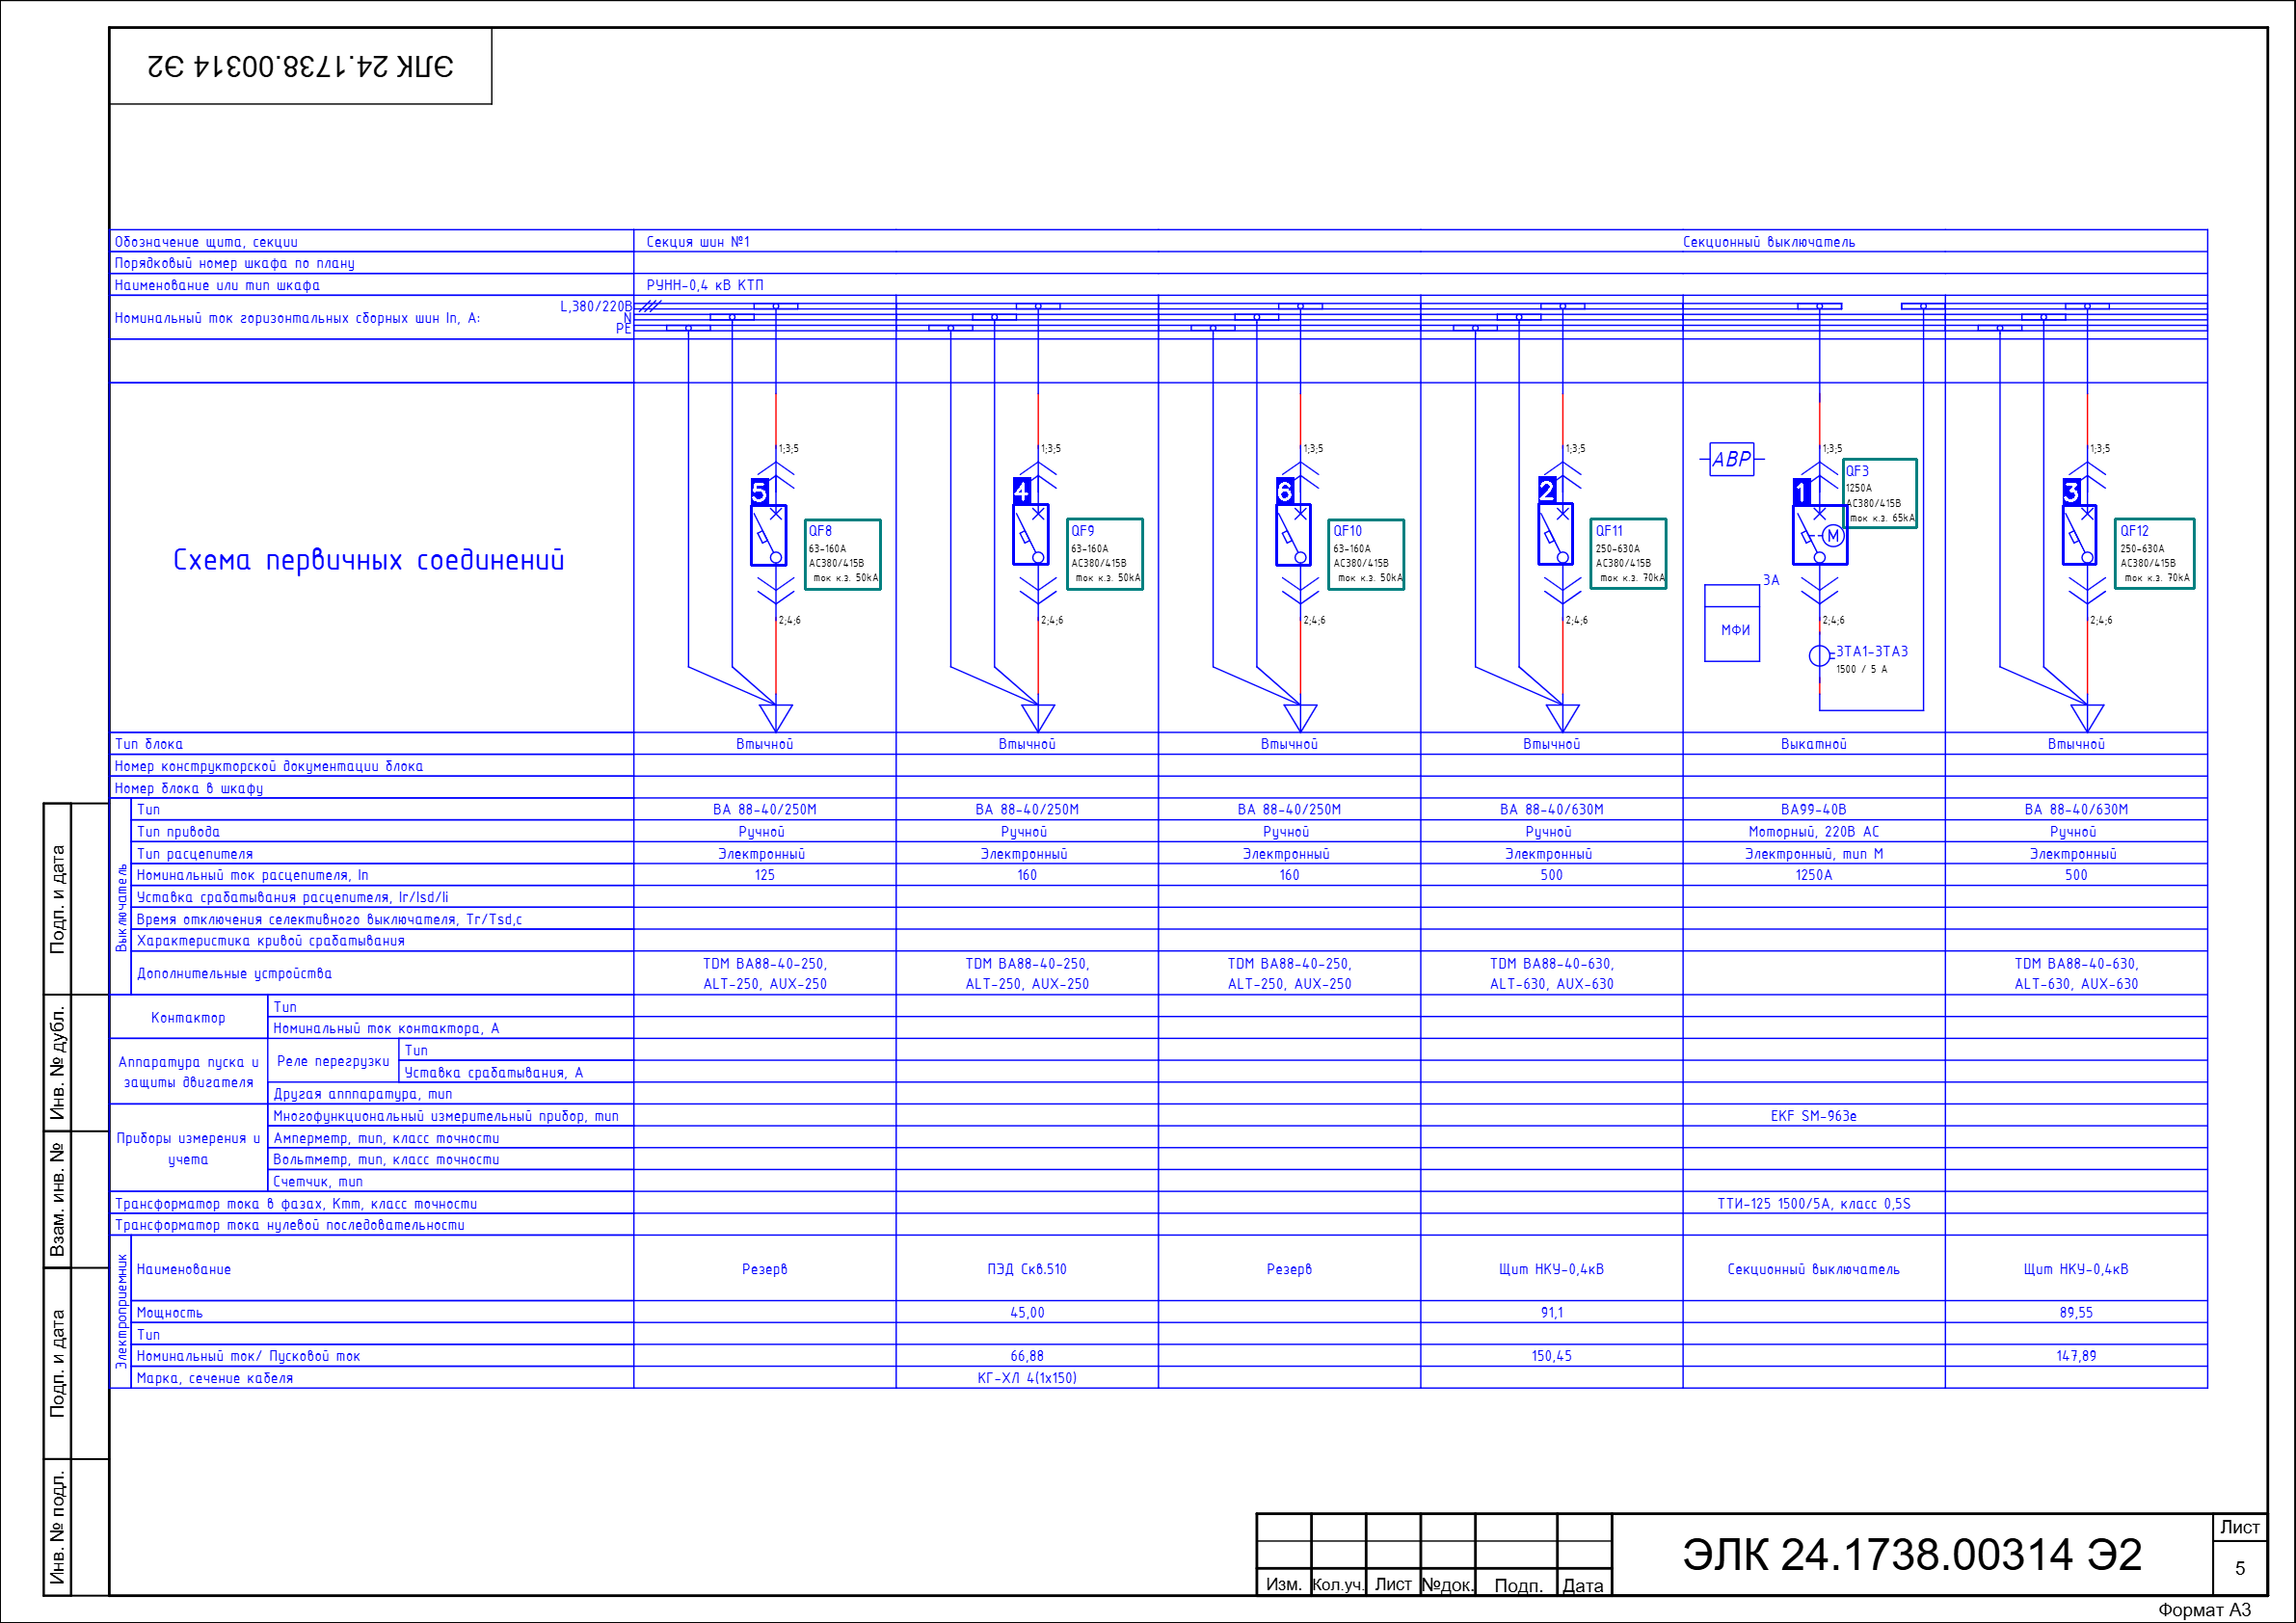 ЭЛК 24.1738.00314 Э2
Обозначение щита, секции
Секция шин №1
Секционный выключатель
Порядковый номер шкафа по плану
Наименование или тип шкафа
РУНН-0,4 кВ КТП
Номинальный ток горизонтальных сборных шин In, А:
L,380/220В
N
PE
Схема первичных соединений
1;3;5
5
QF8
63-160А
АС380/415В
ток к.з. 50kA
2;4;6
1;3;5
4
QF9
63-160А
АС380/415В
ток к.з. 50kA
2;4;6
1;3;5
6
QF10
63-160А
АС380/415В
ток к.з. 50kA
2;4;6
1;3;5
2
QF11
250-630А
АС380/415В
ток к.з. 70kA
2;4;6
АВР
3А
МФИ
1;3;5
1
QF3
1250А
АС380/415В
ток к.з. 65kA
М
2;4;6
3ТА1-3ТА3
1500 / 5 А
1;3;5
3
QF12
250-630А
АС380/415В
ток к.з. 70kA
2;4;6
Тип блока Втычной Втычной Втычной Втычной Выкатной Втычной
Номер конструкторской документации блока
Номер блока в шкафу
Выключатель
Тип ВА 88-40/250М ВА 88-40/250М ВА 88-40/250М ВА 88-40/630М ВА99-40В ВА 88-40/630М
Тип привода Ручной Ручной Ручной Ручной Моторный, 220В АС Ручной
Тип расцепителя Электронный Электронный Электронный Электронный Электронный, тип М Электронный
Номинальный ток расцепителя, In 125 160 160 500 1250А 500
Уставка срабатывания расцепителя, Ir/Isd/Ii
Время отключения селективного выключателя, Tr/Tsd,c
Характеристика кривой срабатывания
Дополнительные устройства
TDM ВА88-40-250, TDM ВА88-40-250, TDM ВА88-40-250, TDM ВА88-40-630, TDM ВА88-40-630,
ALT-250, AUX-250 ALT-250, AUX-250 ALT-250, AUX-250 ALT-630, AUX-630 ALT-630, AUX-630
Контактор
Тип
Номинальный ток контактора, А
Аппаратура пуска и
защиты двигателя
Реле перегрузки
Тип
Уставка срабатывания, А
Другая апппаратура, тип
Приборы измерения и
учета
Многофункциональный измерительный прибор, тип EKF SM-963e
Амперметр, тип, класс точности
Вольтметр, тип, класс точности
Счетчик, тип
Трансформатор тока в фазах, Kтт, класс точности ТТИ-125 1500/5А, класс 0,5S
Трансформатор тока нулевой последовательности
Электроприемник
Наименование Резерв ПЭД Скв.510 Резерв Щит НКУ-0,4кВ Секционный выключатель Щит НКУ-0,4кВ
Мощность 45,00 91,1 89,55
Тип
Номинальный ток/ Пусковой ток 66,88 150,45 147,89
Марка, сечение кабеля КГ-ХЛ 4(1х150)
Подп. и дата
Инв. № дубл.
Взам. инв. №
Подп. и дата
Инв. № подл.
Изм. Кол.уч. Лист №док. Подп. Дата
ЭЛК 24.1738.00314 Э2
Лист
5
Формат А3